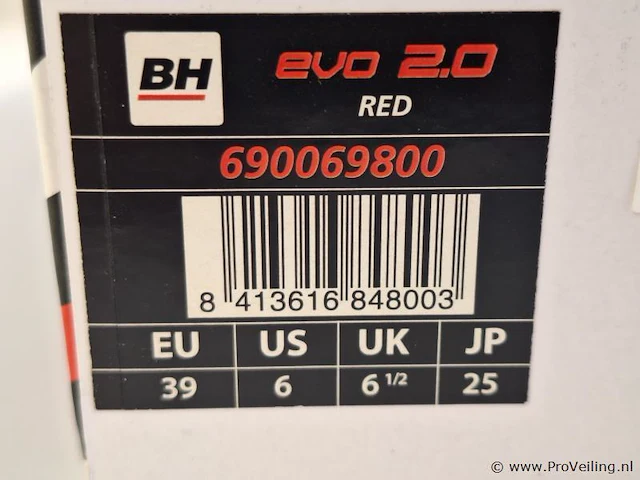 BH
evo 2.0
RED
690069800
8 413616 848003
EU US UK JP
39 6 6 1/2 25
© www.ProVeiling.nl